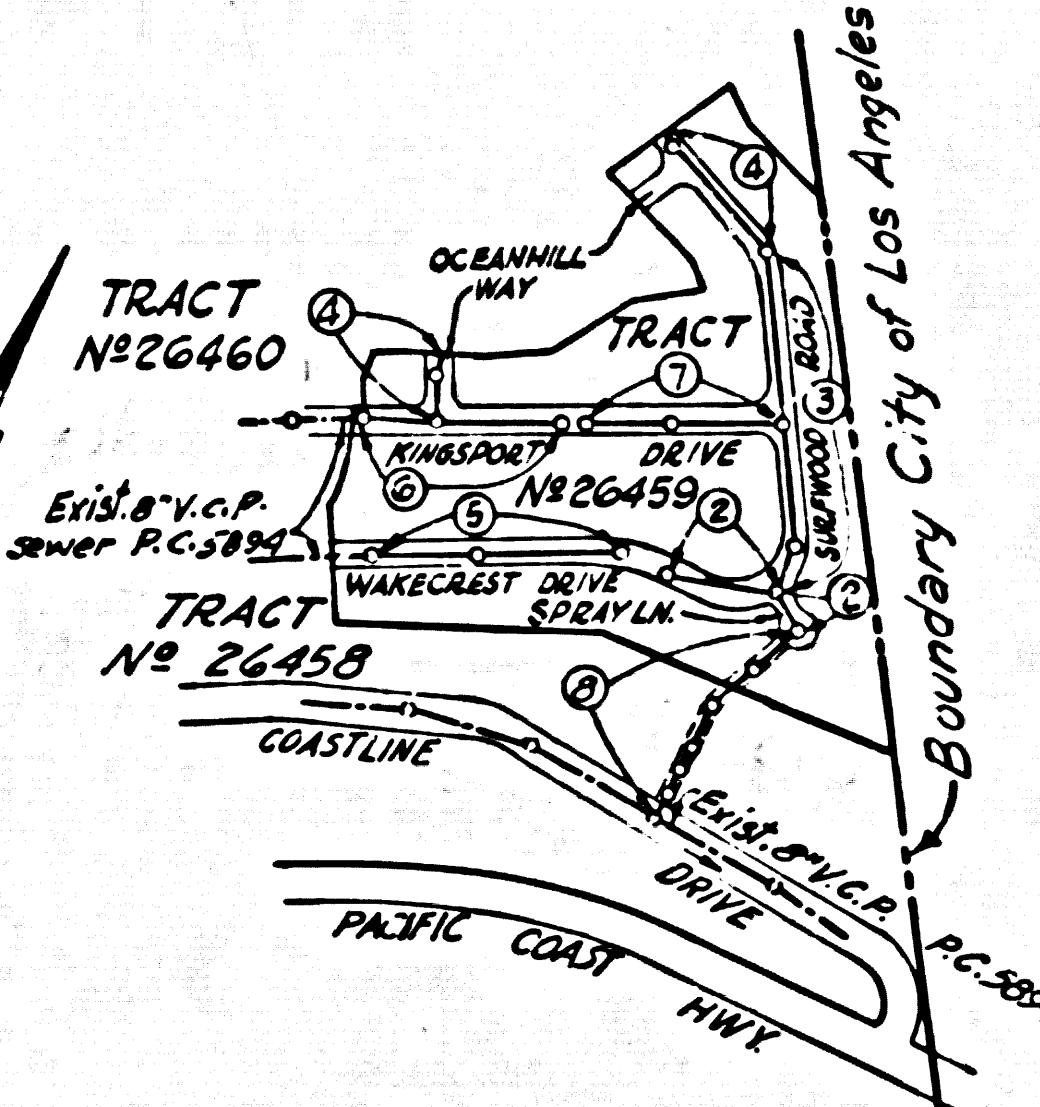 City of Los Angeles
Boundary
4
OCEANHILL
WAY
TRACT
Nº26460
4
TRACT
7
ROAD
3
SURFWOOD
KINGSPORT
DRIVE
6
Nº26459
Exist. 8" V.C.P.
sewer P.C. 5894
5
2
WAKECREST DRIVE
SPRAY LN.
2
TRACT
Nº 26458
8
COASTLINE
Exist. 8" V.C.P.
DRIVE
PACIFIC COAST
HWY.
P.C. 589